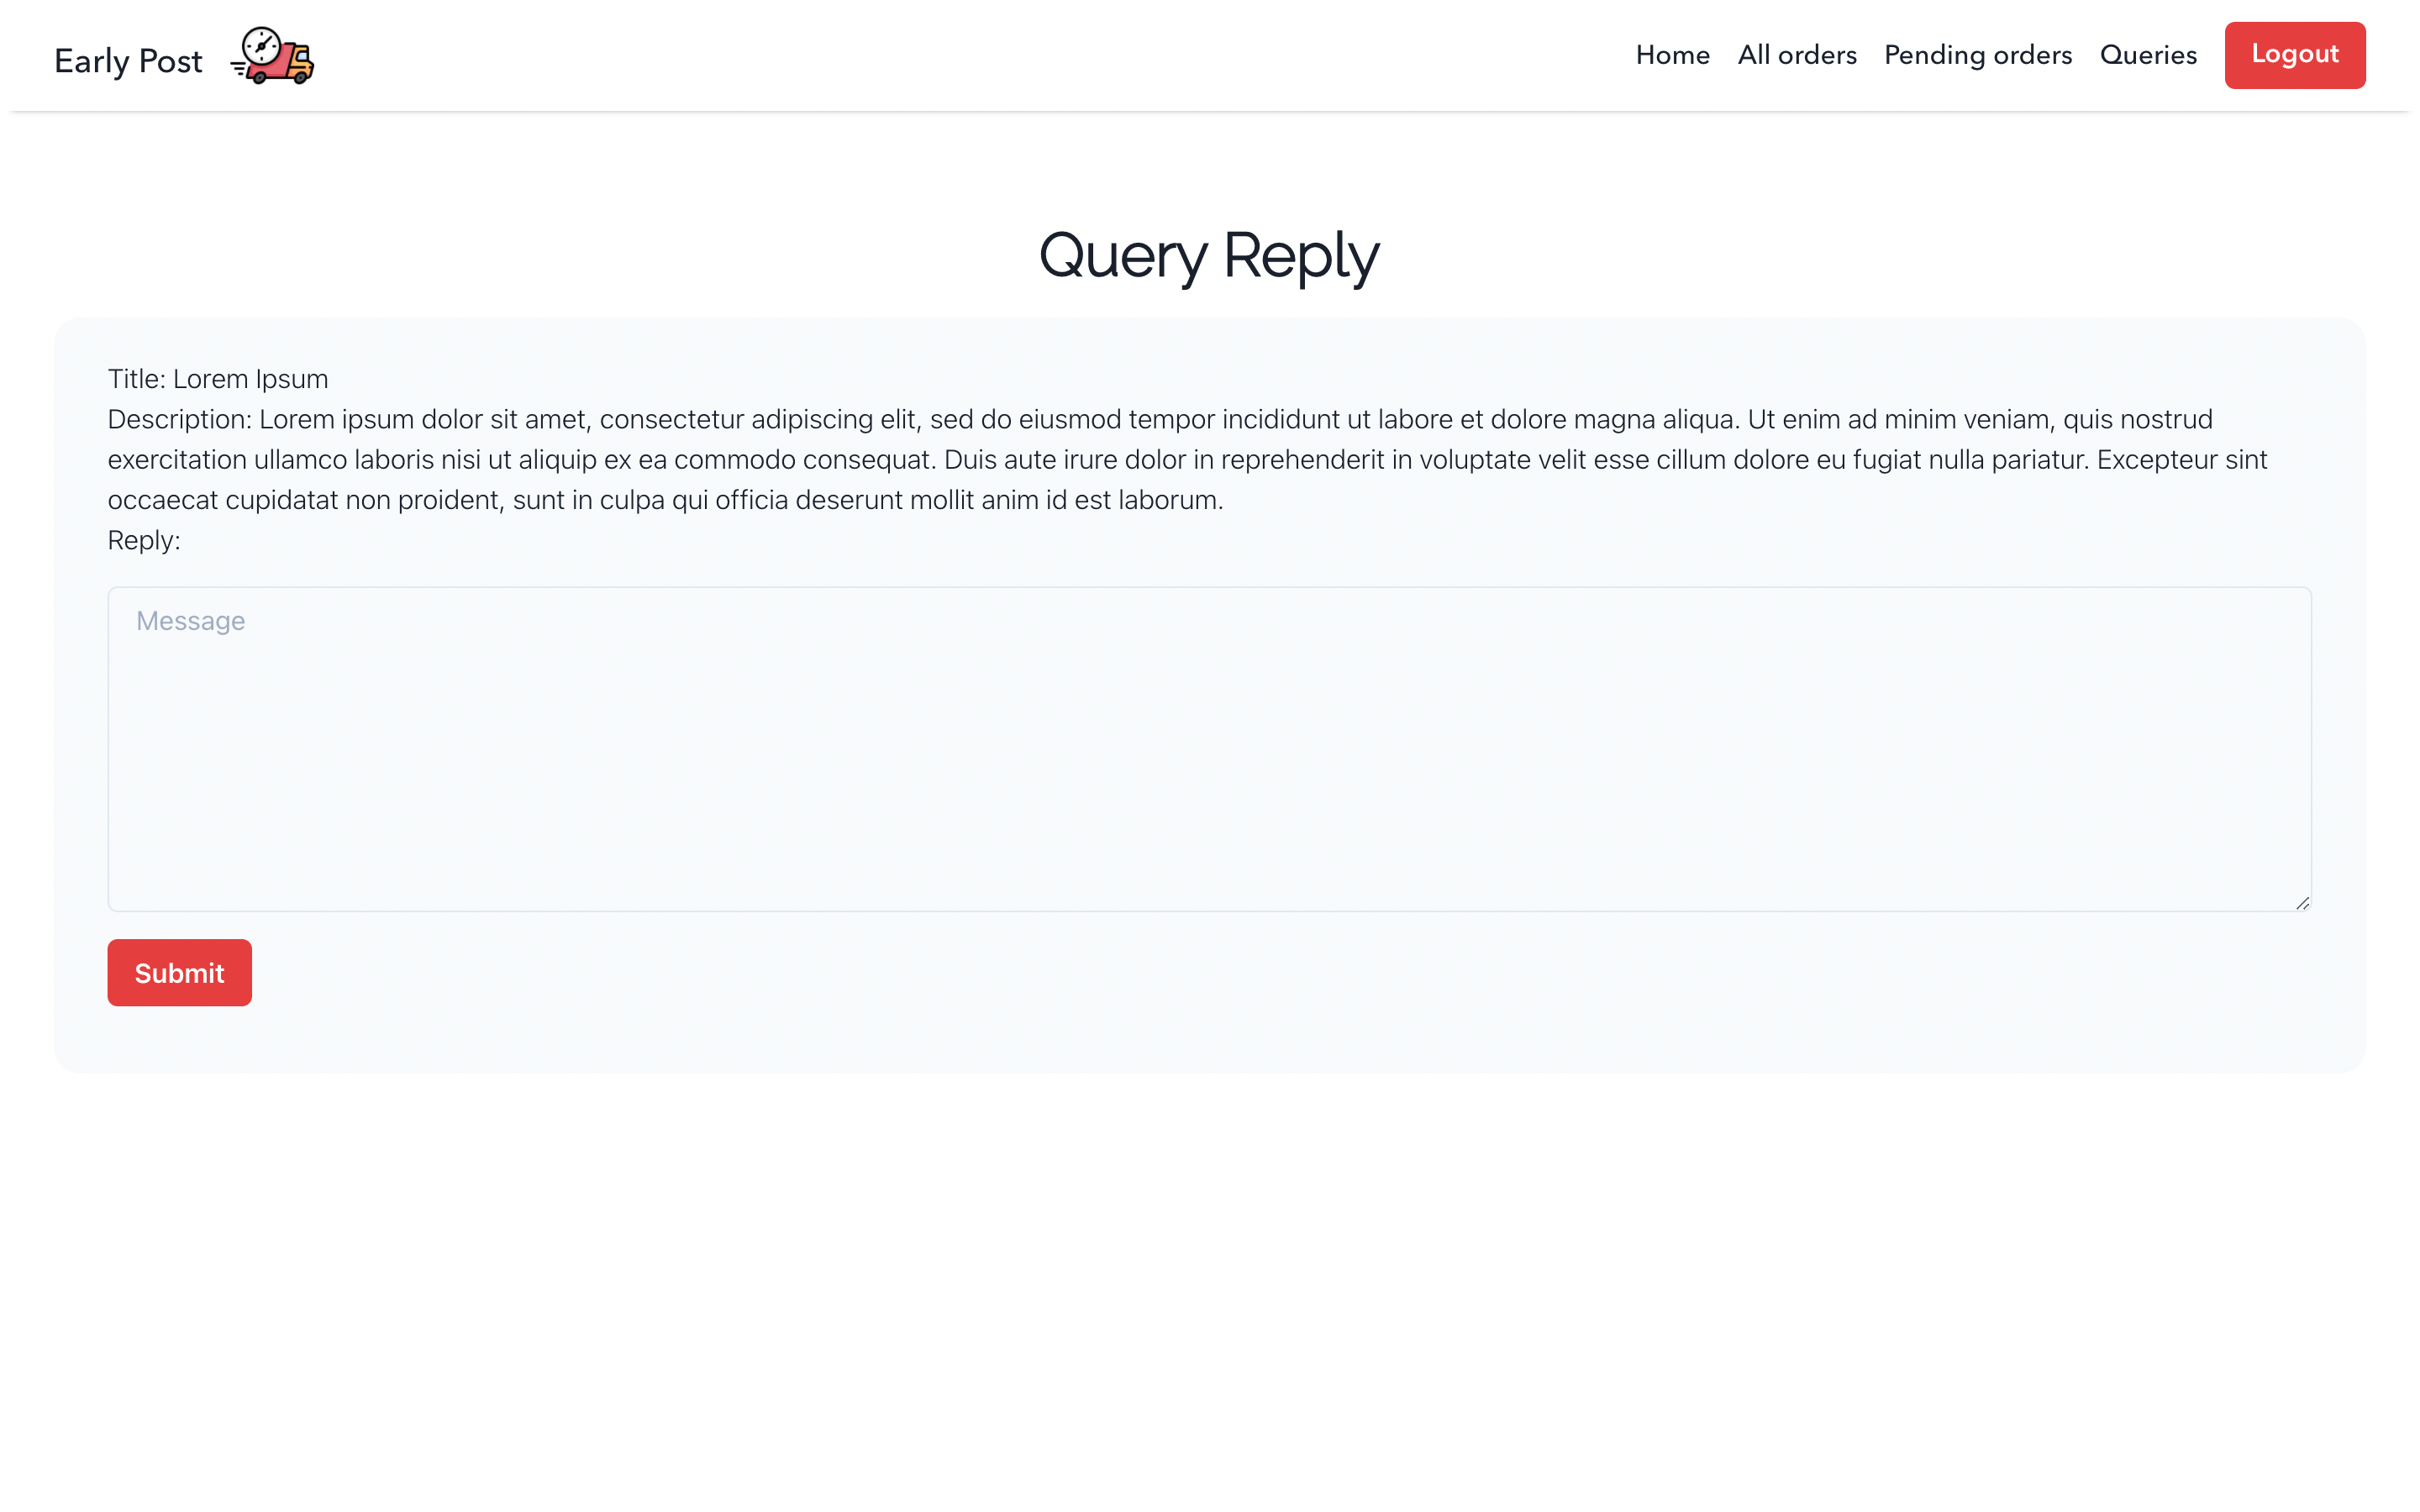 Early Post
Home All orders Pending orders Queries Logout
Query Reply
Title: Lorem Ipsum
Description: Lorem ipsum dolor sit amet, consectetur adipiscing elit, sed do eiusmod tempor incididunt ut labore et dolore magna aliqua. Ut enim ad minim veniam, quis nostrud
exercitation ullamco laboris nisi ut aliquip ex ea commodo consequat. Duis aute irure dolor in reprehenderit in voluptate velit esse cillum dolore eu fugiat nulla pariatur. Excepteur sint
occaecat cupidatat non proident, sunt in culpa qui officia deserunt mollit anim id est laborum.
Reply:
Message
Submit